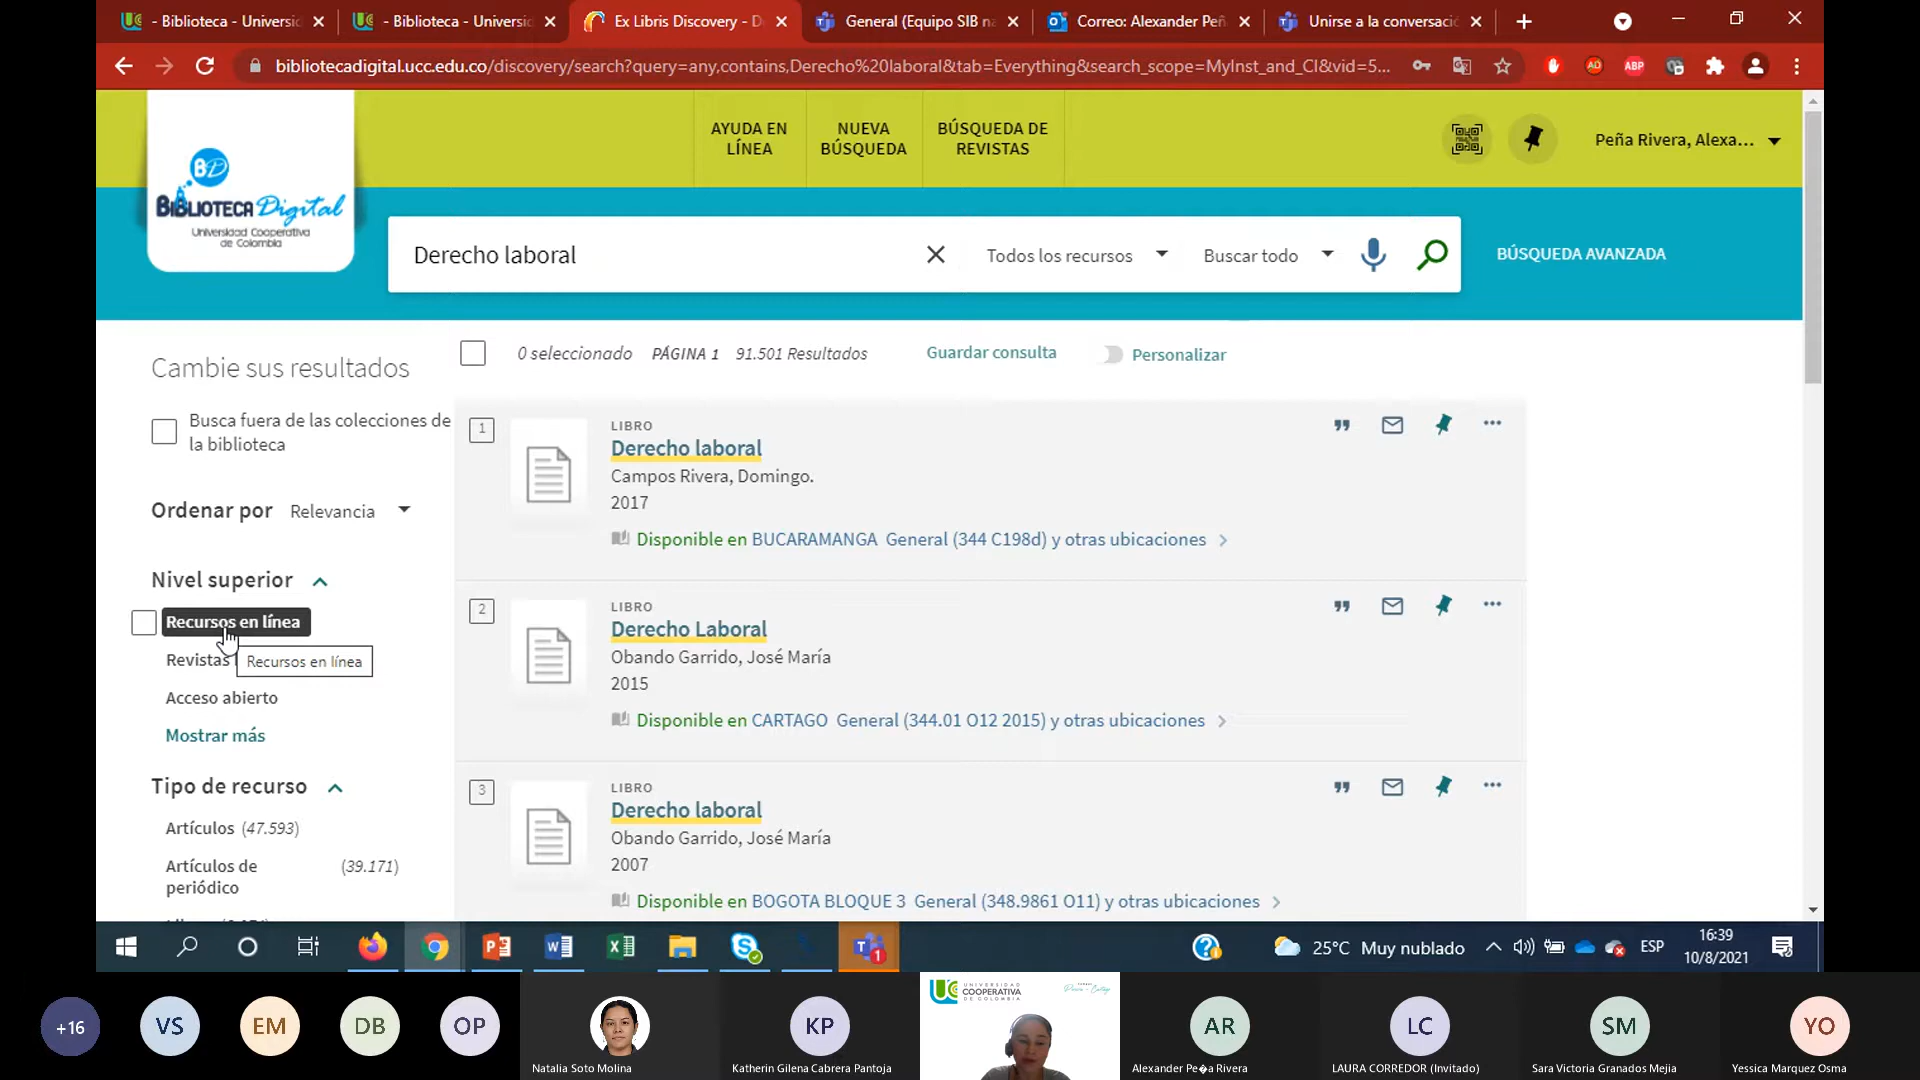 - Biblioteca - Universi
- Biblioteca - Universi
Ex Libris Discovery - D
General (Equipo SIB na
Correo: Alexander Peñ
Unirse a la conversaci
bibliotecadigital.ucc.edu.co/discovery/search?query=any,contains,Derecho%20laboral&tab=Everything&search_scope=MyInst_and_CI&vid=5...
AYUDA EN
LÍNEA
NUEVA
BÚSQUEDA
BÚSQUEDA DE
REVISTAS
Peña Rivera, Alexa...
BD
BIBLIOTECA Digital
Universidad Cooperativa
de Colombia
Derecho laboral
Todos los recursos
Buscar todo
BÚSQUEDA AVANZADA
Cambie sus resultados
Busca fuera de las colecciones de
la biblioteca
Ordenar por Relevancia
Nivel superior
Recursos en línea
Revistas
Recursos en línea
Acceso abierto
Mostrar más
Tipo de recurso
Artículos (47.593)
Artículos de
periódico
(39.171)
0 seleccionado PÁGINA 1 91.501 Resultados
Guardar consulta
Personalizar
1
LIBRO
Derecho laboral
Campos Rivera, Domingo.
2017
Disponible en BUCARAMANGA General (344 C198d) y otras ubicaciones
2
LIBRO
Derecho Laboral
Obando Garrido, José María
2015
Disponible en CARTAGO General (344.01 O12 2015) y otras ubicaciones
3
LIBRO
Derecho laboral
Obando Garrido, José María
2007
Disponible en BOGOTA BLOQUE 3 General (348.9861 O11) y otras ubicaciones
25°C Muy nublado
ESP
16:39
10/8/2021
+16
VS
EM
DB
OP
Natalia Soto Molina
KP
Katherin Gilena Cabrera Pantoja
UNIVERSIDAD
COOPERATIVA
DE COLOMBIA
AR
Alexander Pe�a Rivera
LC
LAURA CORREDOR (Invitado)
SM
Sara Victoria Granados Mejia
YO
Yessica Marquez Osma